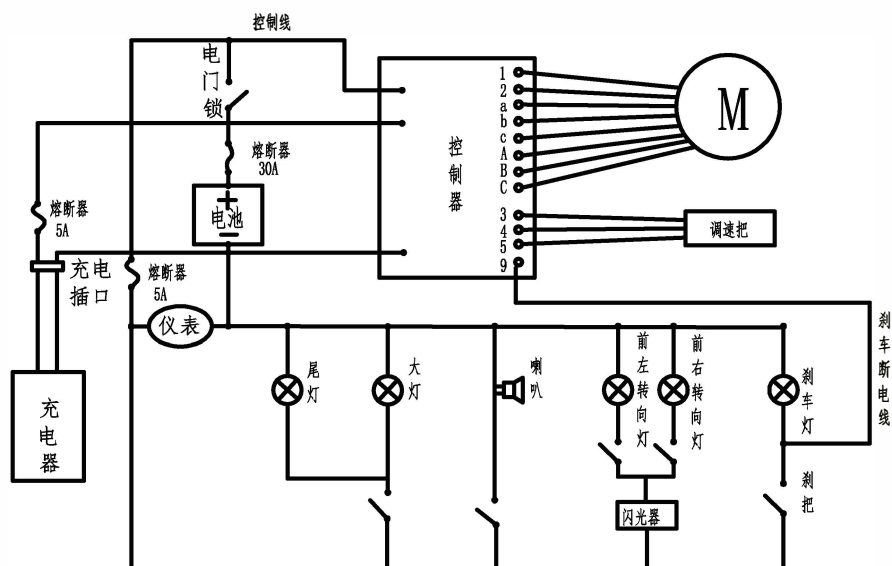 控制线
电门锁
熔断器
30A
电池
熔断器
5A
充电
插口
熔断器
5A
充电器
仪表
控制器
1
2
a
b
c
A
B
C
3
4
5
9
M
调速把
尾灯
大灯
喇叭
前左转向灯
前右转向灯
闪光器
刹车灯
刹把
刹车断电线